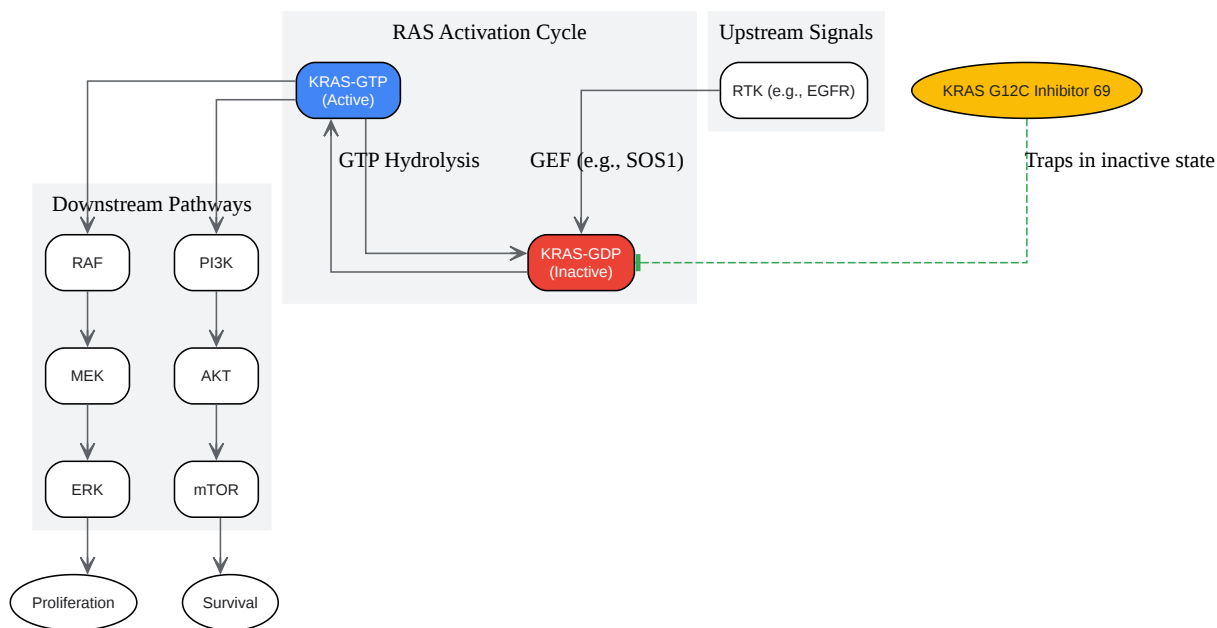 RAS Activation Cycle
Upstream Signals
KRAS-GTP
(Active)
RTK (e.g., EGFR)
KRAS G12C Inhibitor 69
GTP Hydrolysis
GEF (e.g., SOS1)
Traps in inactive state
Downstream Pathways
RAF
PI3K
KRAS-GDP
(Inactive)
MEK
AKT
ERK
mTOR
Proliferation
Survival